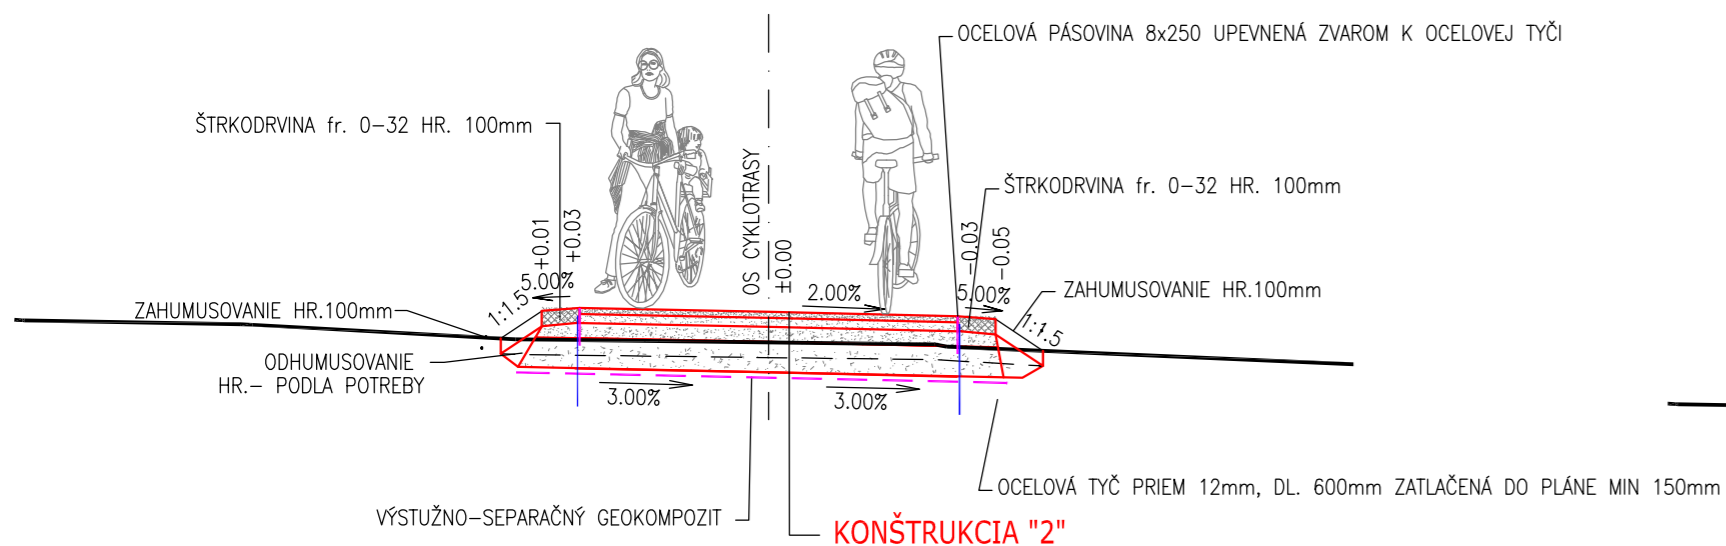 OCELOVÁ PÁSOVINA 8x250 UPEVNENÁ ZVAROM K OCELOVEJ TYČI
ŠTRKODRVINA fr. 0-32 HR. 100mm
ŠTRKODRVINA fr. 0-32 HR. 100mm
+0.01
+0.03
OS CYKLOTRASY
±0.00
-0.03
-0.05
1:1.5
5.00%
2.00%
5.00%
1:1.5
ZAHUMUSOVANIE HR.100mm
ZAHUMUSOVANIE HR.100mm
ODHUMUSOVANIE
HR.- PODLA POTREBY
3.00%
3.00%
OCELOVÁ TYČ PRIEM 12mm, DL. 600mm ZATLAČENÁ DO PLÁNE MIN 150mm
VÝSTUŽNO-SEPARAČNÝ GEOKOMPOZIT
KONŠTRUKCIA "2"